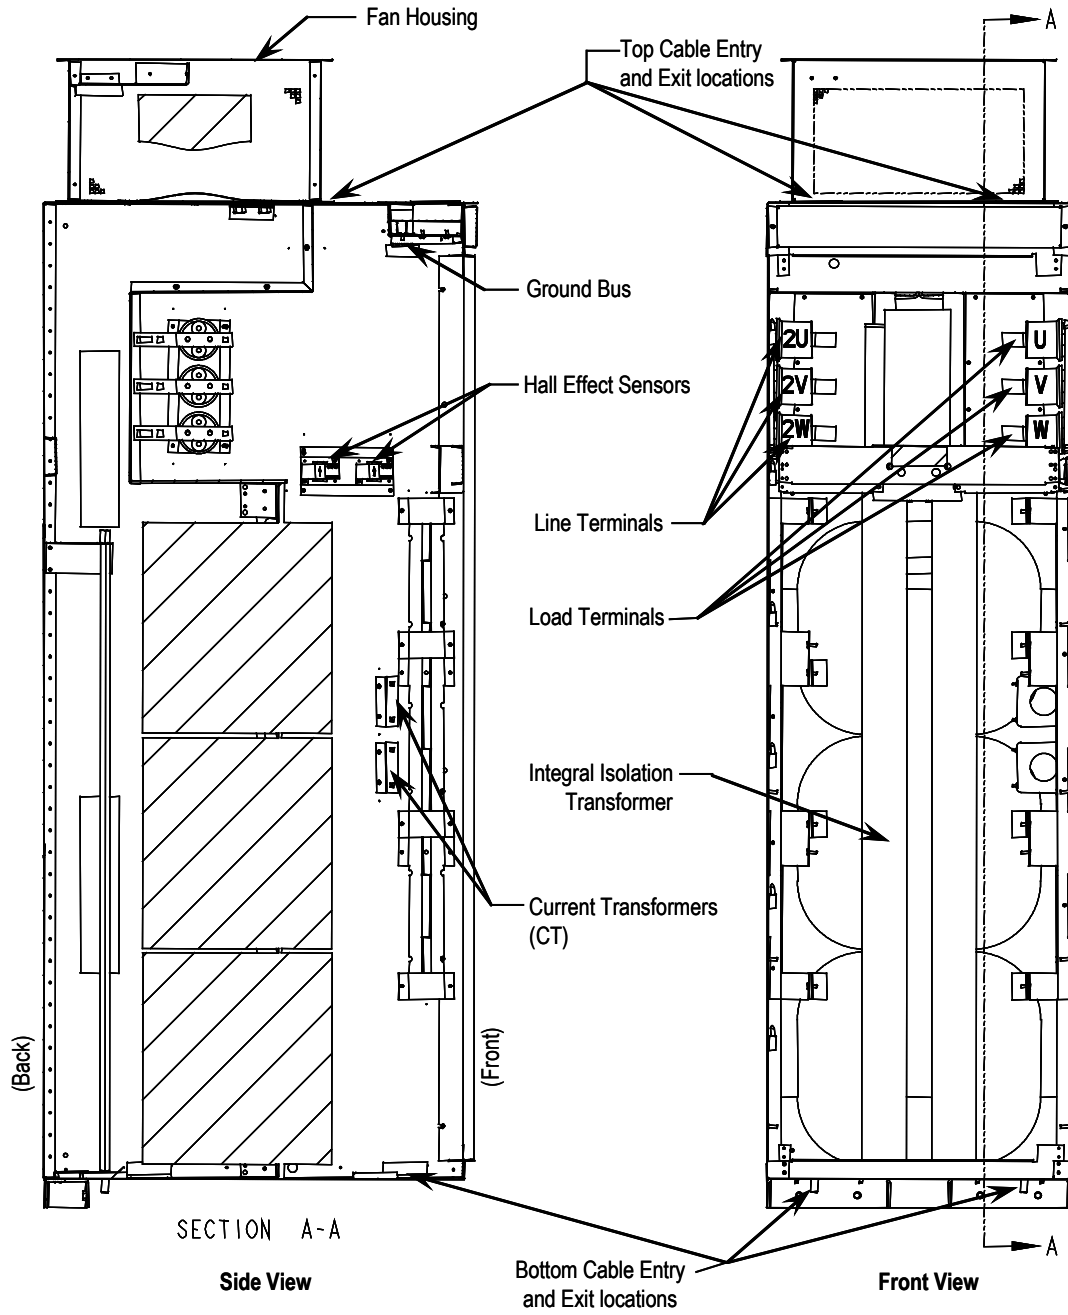 Fan Housing
A
Top Cable Entry
and Exit locations
Ground Bus
2U
U
Hall Effect Sensors
2V
V
2W
W
Line Terminals
Load Terminals
Integral Isolation
Transformer
Current Transformers
(CT)
(Back)
(Front)
SECTION A-A
A
Side View
Bottom Cable Entry
and Exit locations
Front View